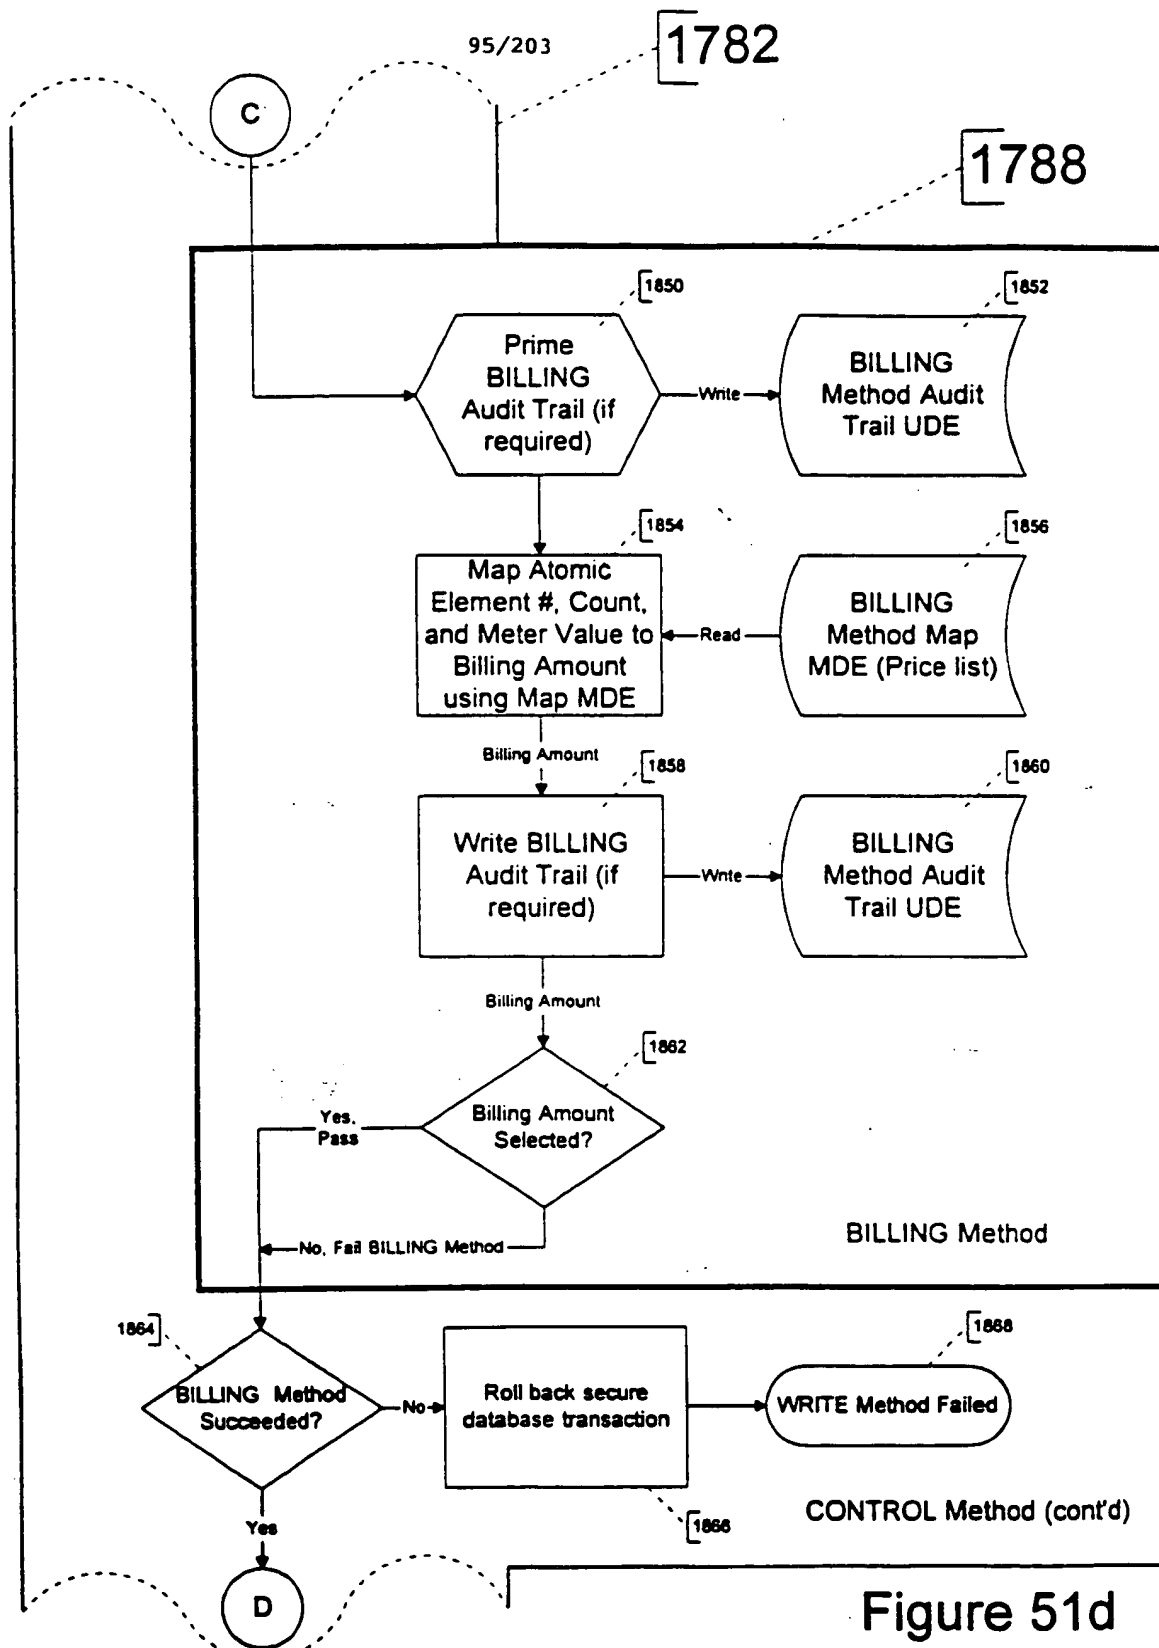 95/203
1782
C
1788
1850
1852
Prime
BILLING
Audit Trail (if
required)
Write
BILLING
Method Audit
Trail UDE
1854
1856
Map Atomic
Element #, Count,
and Meter Value to
Billing Amount
using Map MDE
Read
BILLING
Method Map
MDE (Price list)
Billing Amount
1858
1860
Write BILLING
Audit Trail (if
required)
Write
BILLING
Method Audit
Trail UDE
Billing Amount
1862
Billing Amount
Selected?
Yes,
Pass
No, Fail BILLING Method
BILLING Method
1864
BILLING Method
Succeeded?
No
Roll back secure
database transaction
1868
WRITE Method Failed
1866
CONTROL Method (cont'd)
Yes
D
Figure 51d